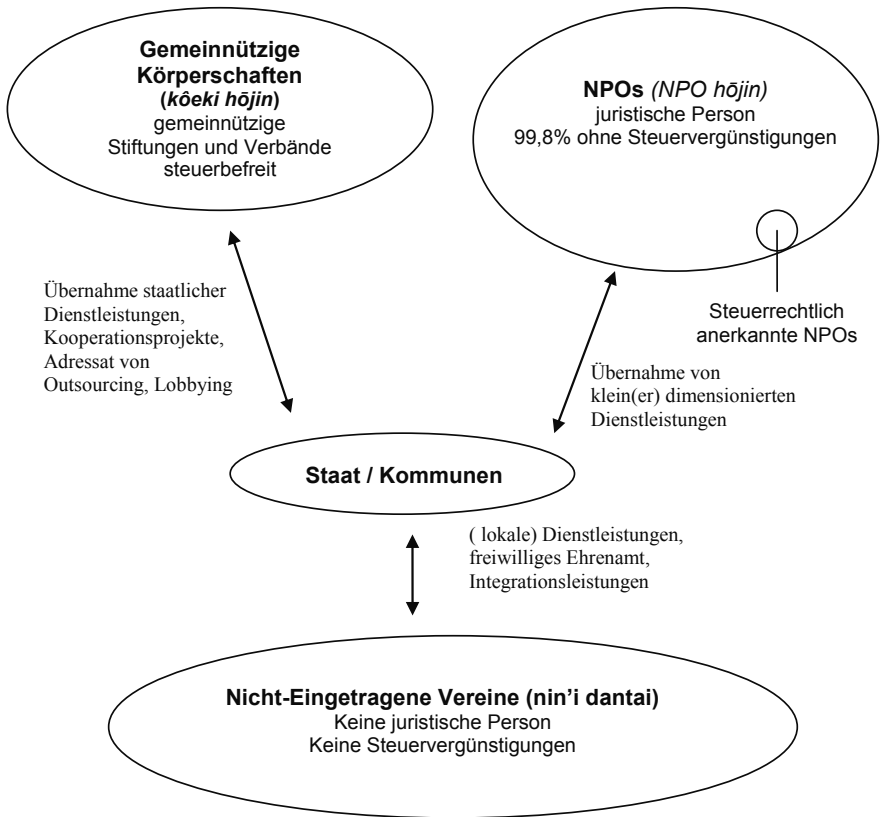 Gemeinnützige
Körperschaften
(kôeki hōjin)
gemeinnützige
Stiftungen und Verbände
steuerbefreit
NPOs (NPO hōjin)
juristische Person
99,8% ohne Steuervergünstigungen
Steuerrechtlich
anerkannte NPOs
Übernahme staatlicher
Dienstleistungen,
Kooperationsprojekte,
Adressat von
Outsourcing, Lobbying
Übernahme von
klein(er) dimensionierten
Dienstleistungen
Staat / Kommunen
( lokale) Dienstleistungen,
freiwilliges Ehrenamt,
Integrationsleistungen
Nicht-Eingetragene Vereine (nin'i dantai)
Keine juristische Person
Keine Steuervergünstigungen